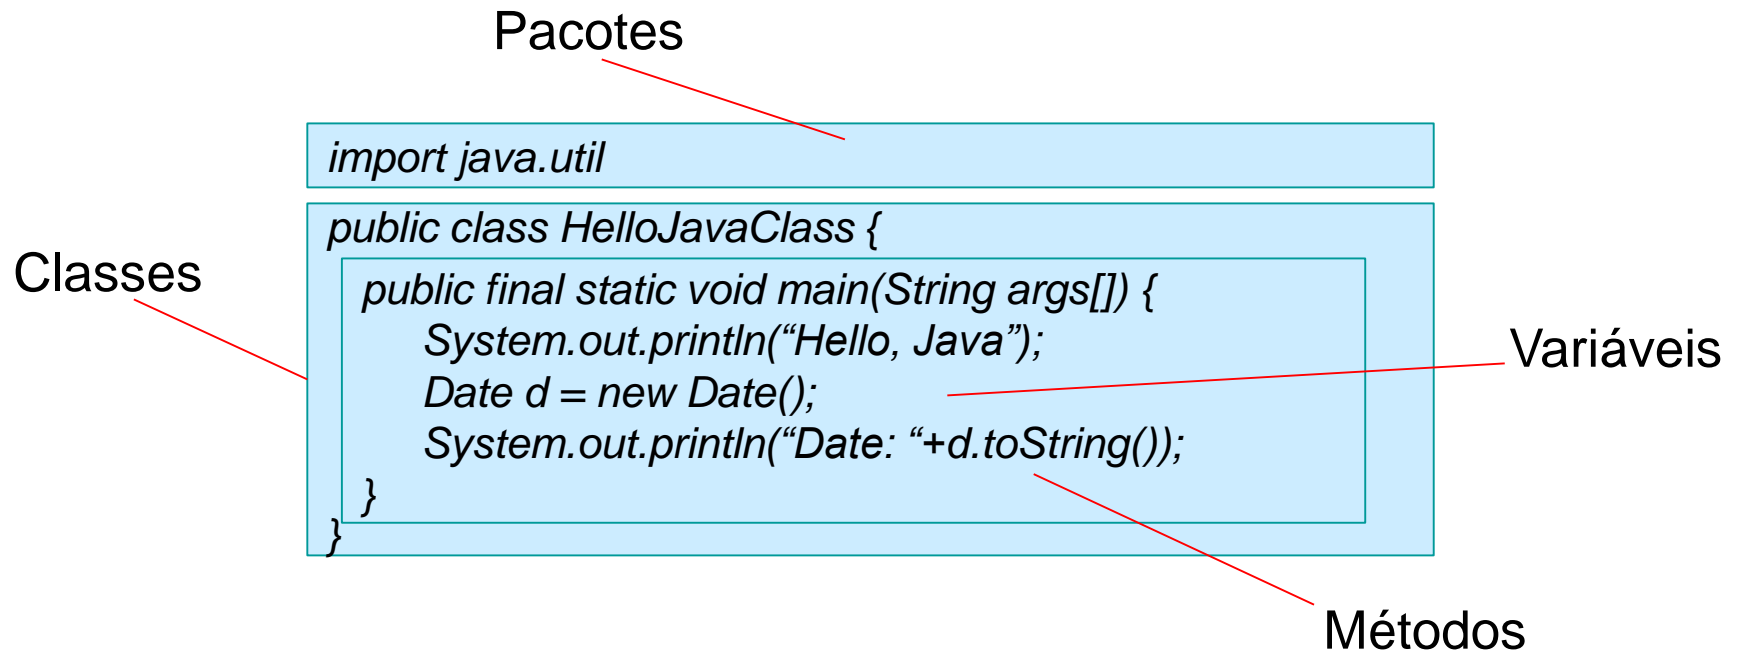 Pacotes
import java.util
public class HelloJavaClass {
Classes
public final static void main(String args[]) {
System.out.println(“Hello, Java”);
Variáveis
Date d = new Date();
System.out.println(“Date: “+d.toString());
}
}
Métodos